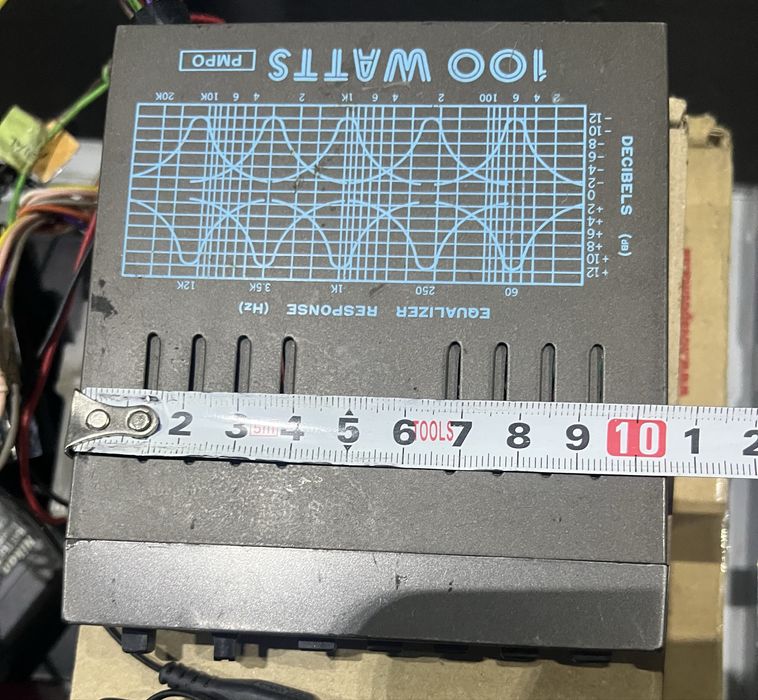 EQUALIZER RESPONSE (Hz)
60 250 1K 3.5K 12K
DECIBELS (dB)
+12
+10
+8
+6
+4
+2
0
-2
-4
-6
-8
-10
-12
2 4 6 100 2 4 6 1K 2 4 6 10K 20K
100 WATTS PMPO
2 3 5m 4 5 6 TOOLS 7 8 9 10 1 2